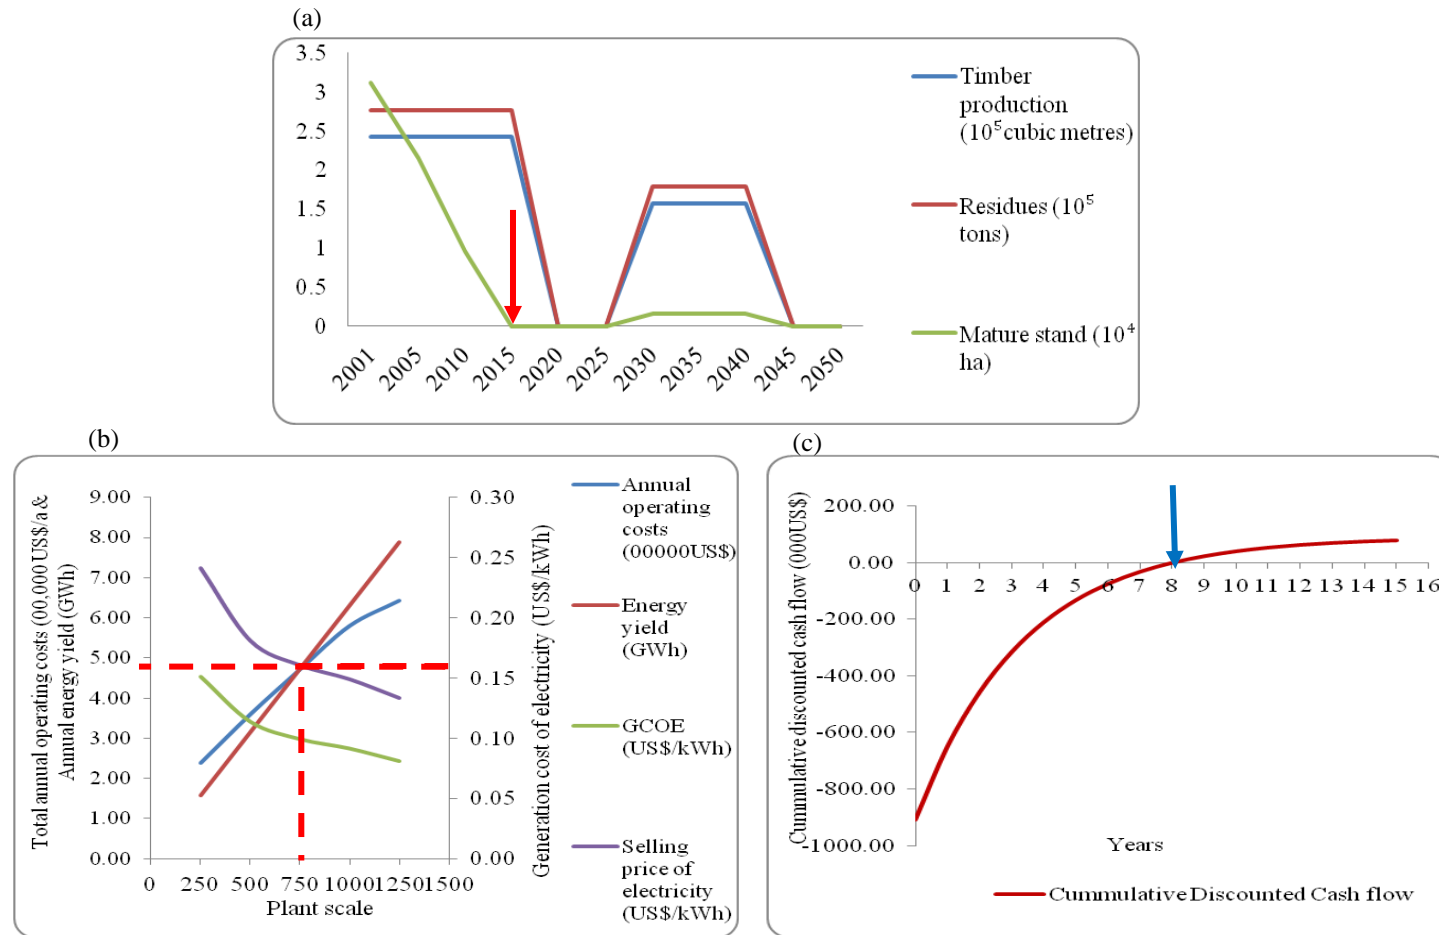 (a)
3.5
3
2.5
2
1.5
1
0.5
0
2001
2005
2010
2015
2020
2025
2030
2035
2040
2045
2050
Timber
production
(10⁵cubic metres)
Residues (10⁵
tons)
Mature stand (10⁴
ha)
(b)
Total annual operating costs (00,000US$/a&
Annual energy yield (GWh)
9.00
8.00
7.00
6.00
5.00
4.00
3.00
2.00
1.00
0.00
0 250 500 750 1000 1250 1500
Plant scale
0.30
0.25
0.20
0.15
0.10
0.05
0.00
Generation cost of electricity (US$/kWh)
Annual
operating
costs
(00000US$)
Energy
yield
(GWh)
GCOE
(US$/kWh)
Selling
price of
electricity
(US$/kWh)
(c)
Cummulative discounted cash flow (000US$)
200.00
0.00
-200.00
-400.00
-600.00
-800.00
-1000.00
0 1 2 3 4 5 6 7 8 9 10 11 12 13 14 15 16
Years
Cummulative Discounted Cash flow